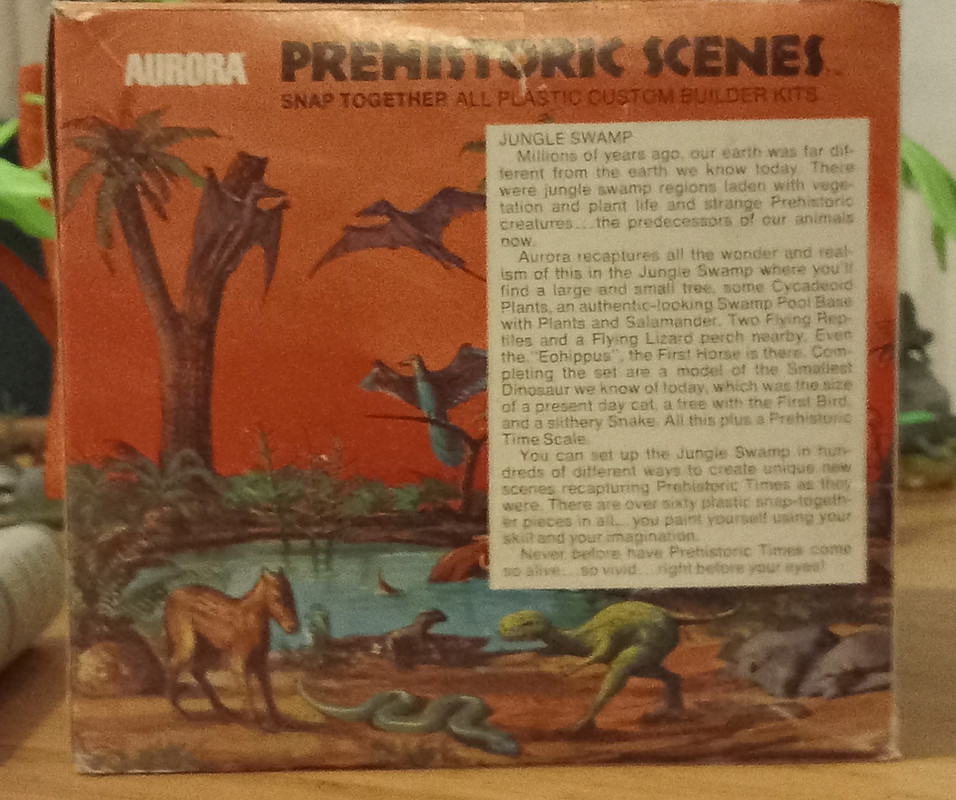 AURORA PREHISTORIC SCENES
SNAP TOGETHER ALL PLASTIC CUSTOM BUILDER KITS
JUNGLE SWAMP
Millions of years ago, our earth was far dif-
ferent from the earth we know today. There
were jungle swamp regions laden with vege-
tation and plant life and strange Prehistoric
creatures...the predecessors of our animals
now.
Aurora recaptures all the wonder and real-
ism of this in the Jungle Swamp where you'll
find a large and small tree, some Cycadeoid
Plants, an authentic-looking Swamp Pool Base
with Plants and Salamander. Two Flying Rep-
tiles and a Flying Lizard perch nearby. Even
the "Eohippus", the First Horse is there. Com-
pleting the set are a model of the Smallest
Dinosaur we know of today, which was the size
of a present day cat, a tree with the First Bird,
and a slithery Snake. All this plus a Prehistoric
Time Scale.
You can set up the Jungle Swamp in hun-
dreds of different ways to create unique new
scenes recapturing Prehistoric Times as they
were. There are over sixty plastic snap-togeth-
er pieces in all... you paint yourself using your
skill and your imagination.
Never before have Prehistoric Times come
so alive...so vivid...right before your eyes!